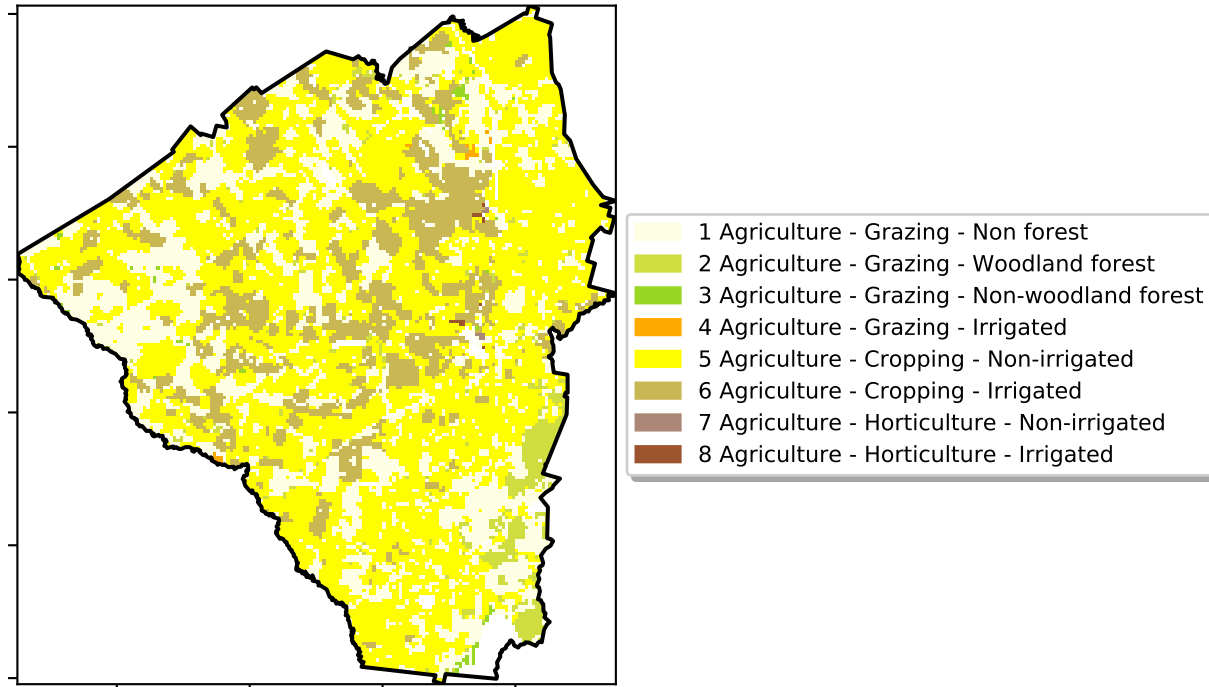 1 Agriculture - Grazing - Non forest
2 Agriculture - Grazing - Woodland forest
3 Agriculture - Grazing - Non-woodland forest
4 Agriculture - Grazing - Irrigated
5 Agriculture - Cropping - Non-irrigated
6 Agriculture - Cropping - Irrigated
7 Agriculture - Horticulture - Non-irrigated
8 Agriculture - Horticulture - Irrigated